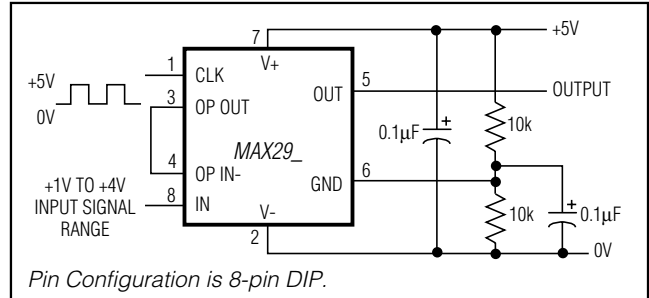 7
+5V
V+
1
CLK
+5V
0V
3
OP OUT
OUT
5
OUTPUT
0.1µF
+
10k
MAX29_
4
OP IN-
GND
6
+1V TO +4V
INPUT SIGNAL
RANGE
8
IN
V-
2
10k
+
0.1µF
0V
Pin Configuration is 8-pin DIP.